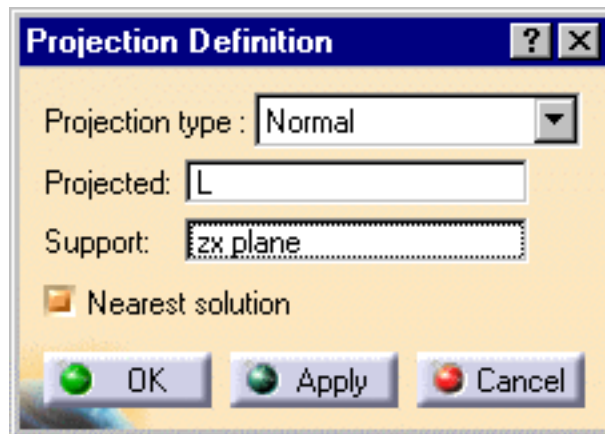 Projection Definition
?
Projection type : Normal
Projected: L
Support: zx plane
Nearest solution
OK Apply Cancel